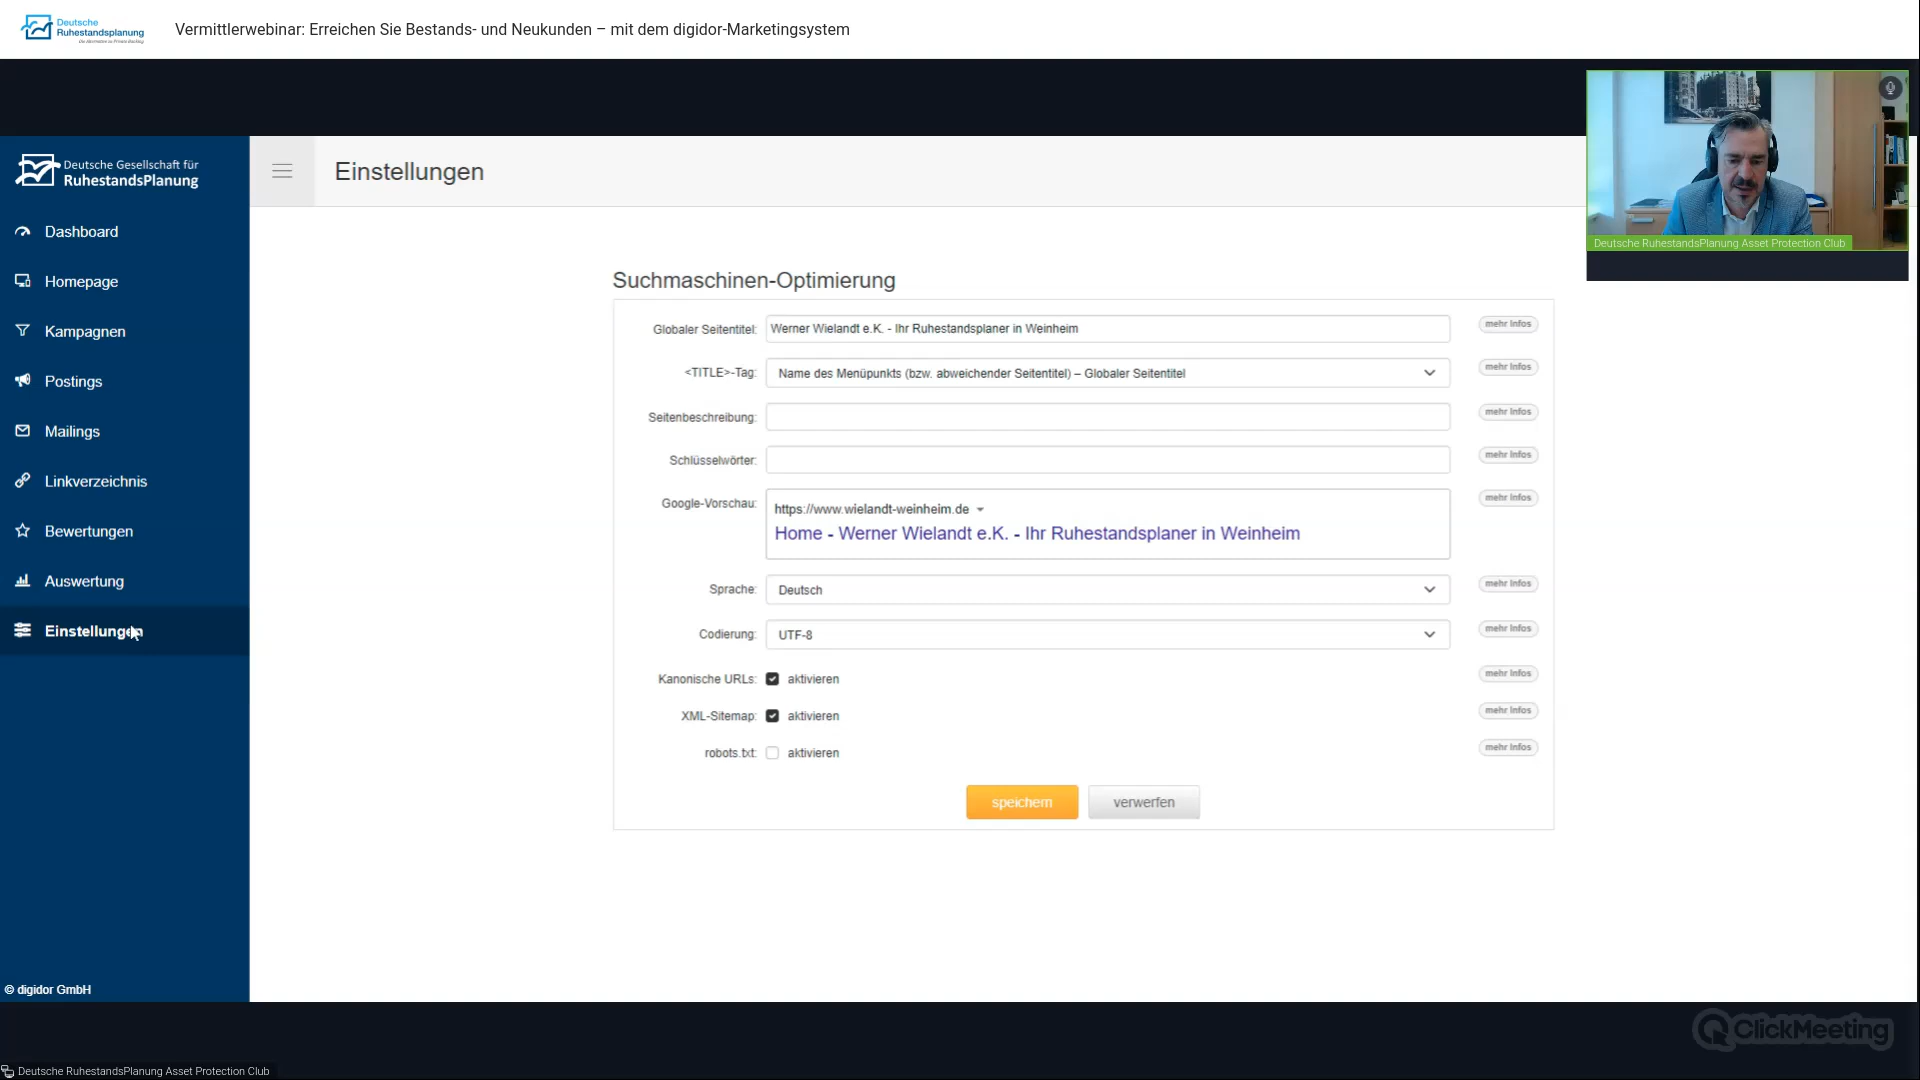 Deutsche
Ruhestandsplanung
Vermittlerwebinar: Erreichen Sie Bestands- und Neukunden – mit dem digidor-Marketingsystem
Deutsche RuhestandsPlanung Asset Protection Club
Deutsche Gesellschaft für
RuhestandsPlanung
Dashboard
Homepage
Kampagnen
Postings
Mailings
Linkverzeichnis
Bewertungen
Auswertung
Einstellungen
© digidor GmbH
Einstellungen
Suchmaschinen-Optimierung
Globaler Seitentitel: Werner Wielandt e.K. - Ihr Ruhestandsplaner in Weinheim mehr Infos
<TITLE>-Tag: Name des Menüpunkts (bzw. abweichender Seitentitel) – Globaler Seitentitel mehr Infos
Seitenbeschreibung: mehr Infos
Schlüsselwörter: mehr Infos
Google-Vorschau: https://www.wielandt-weinheim.de mehr Infos
Home - Werner Wielandt e.K. - Ihr Ruhestandsplaner in Weinheim
Sprache: Deutsch mehr Infos
Codierung: UTF-8 mehr Infos
Kanonische URLs: aktivieren mehr Infos
XML-Sitemap: aktivieren mehr Infos
robots.txt: aktivieren mehr Infos
speichern verwerfen
ClickMeeting
Deutsche RuhestandsPlanung Asset Protection Club